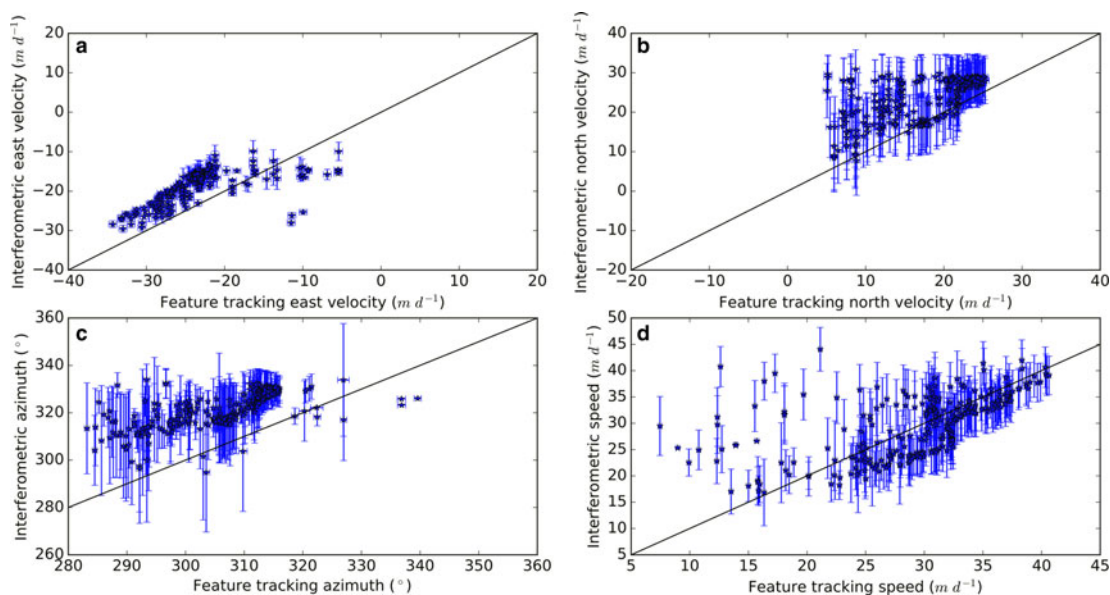 a
Interferometric east velocity (m d⁻¹)
20
10
0
−10
−20
−30
−40
−40 −30 −20 −10 0 10 20
Feature tracking east velocity (m d⁻¹)
b
Interferometric north velocity (m d⁻¹)
40
30
20
10
0
−10
−20
−20 −10 0 10 20 30 40
Feature tracking north velocity (m d⁻¹)
c
Interferometric azimuth (°)
360
340
320
300
280
260
280 290 300 310 320 330 340 350 360
Feature tracking azimuth (°)
d
Interferometric speed (m d⁻¹)
50
45
40
35
30
25
20
15
10
5
5 10 15 20 25 30 35 40 45
Feature tracking speed (m d⁻¹)